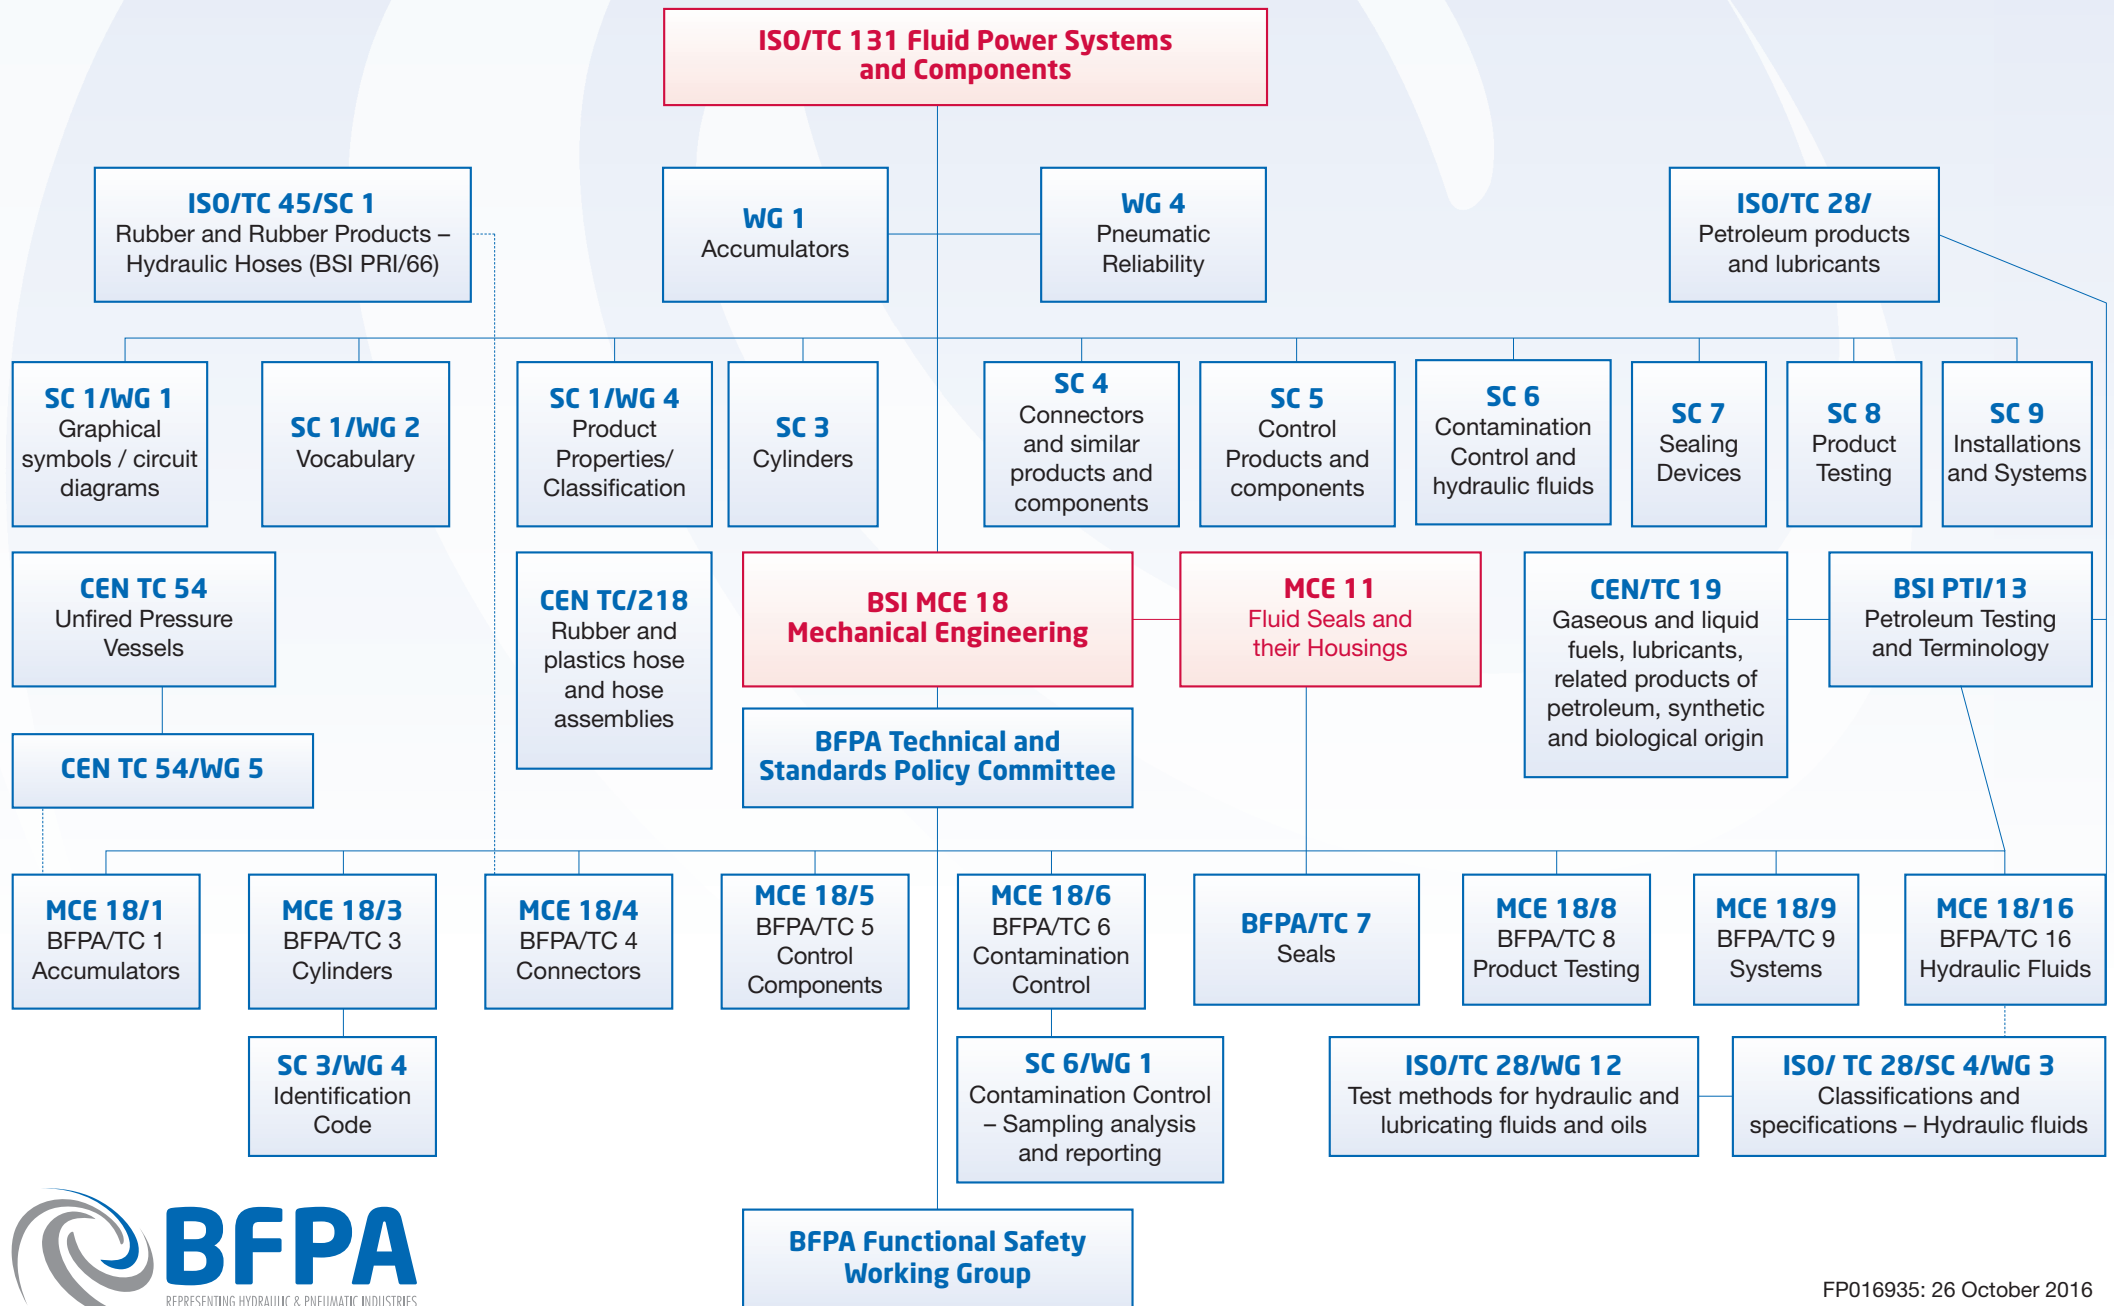 ISO/TC 131 Fluid Power Systems
and Components
ISO/TC 45/SC 1
Rubber and Rubber Products –
Hydraulic Hoses (BSI PRI/66)
WG 1
Accumulators
WG 4
Pneumatic
Reliability
ISO/TC 28/
Petroleum products
and lubricants
SC 1/WG 1
Graphical
symbols / circuit
diagrams
SC 1/WG 2
Vocabulary
SC 1/WG 4
Product
Properties/
Classification
SC 3
Cylinders
SC 4
Connectors
and similar
products and
components
SC 5
Control
Products and
components
SC 6
Contamination
Control and
hydraulic fluids
SC 7
Sealing
Devices
SC 8
Product
Testing
SC 9
Installations
and Systems
CEN TC 54
Unfired Pressure
Vessels
CEN TC/218
Rubber and
plastics hose
and hose
assemblies
BSI MCE 18
Mechanical Engineering
MCE 11
Fluid Seals and
their Housings
CEN/TC 19
Gaseous and liquid
fuels, lubricants,
related products of
petroleum, synthetic
and biological origin
BSI PTI/13
Petroleum Testing
and Terminology
CEN TC 54/WG 5
BFPA Technical and
Standards Policy Committee
MCE 18/1
BFPA/TC 1
Accumulators
MCE 18/3
BFPA/TC 3
Cylinders
MCE 18/4
BFPA/TC 4
Connectors
MCE 18/5
BFPA/TC 5
Control
Components
MCE 18/6
BFPA/TC 6
Contamination
Control
BFPA/TC 7
Seals
MCE 18/8
BFPA/TC 8
Product Testing
MCE 18/9
BFPA/TC 9
Systems
MCE 18/16
BFPA/TC 16
Hydraulic Fluids
SC 3/WG 4
Identification
Code
SC 6/WG 1
Contamination Control
– Sampling analysis
and reporting
ISO/TC 28/WG 12
Test methods for hydraulic and
lubricating fluids and oils
ISO/ TC 28/SC 4/WG 3
Classifications and
specifications – Hydraulic fluids
BFPA
REPRESENTING HYDRAULIC & PNEUMATIC INDUSTRIES
BFPA Functional Safety
Working Group
FP016935: 26 October 2016